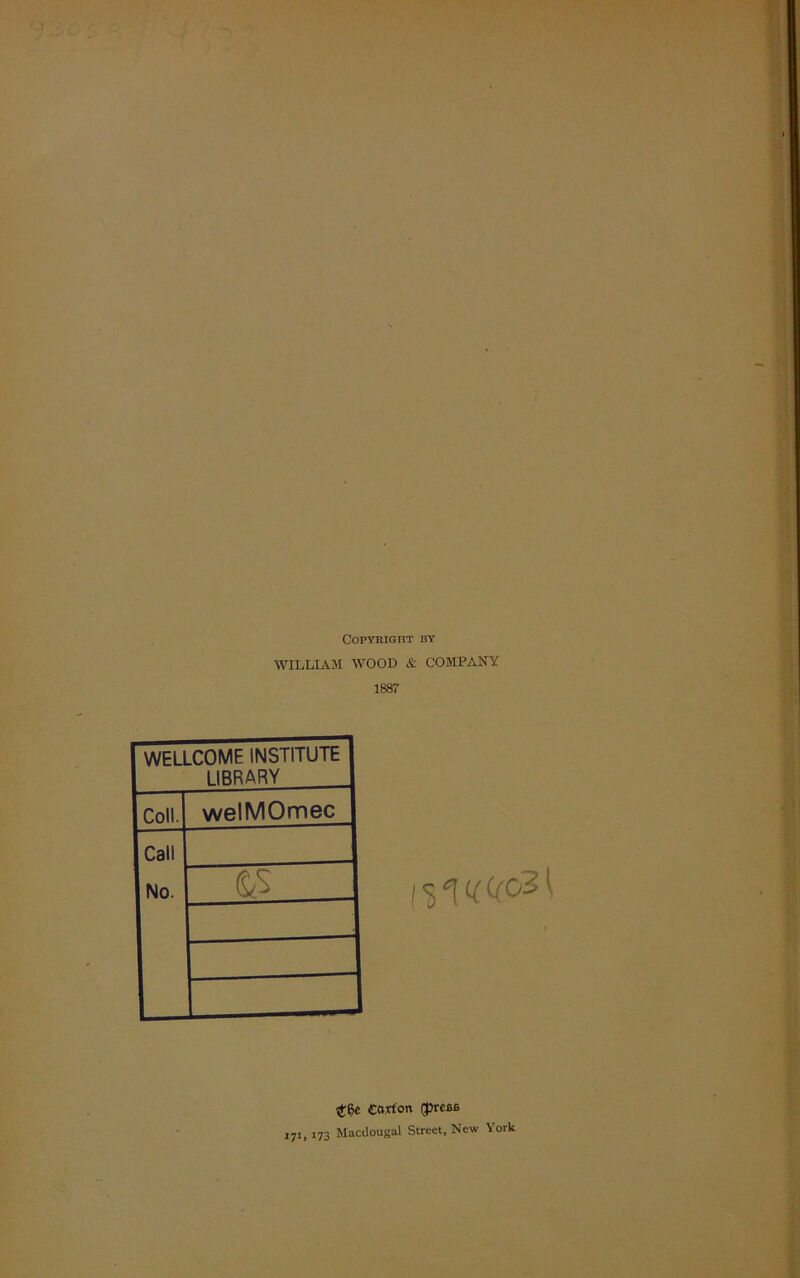 COPYRIGHT BY
WILLIAM WOOD & COMPANY
1887
WELLCOME INSTITUTE
LIBRARY
Coll. welMOmec
Call
No. QS
The Caxton Press
171, 173 Macdougal Street, New York